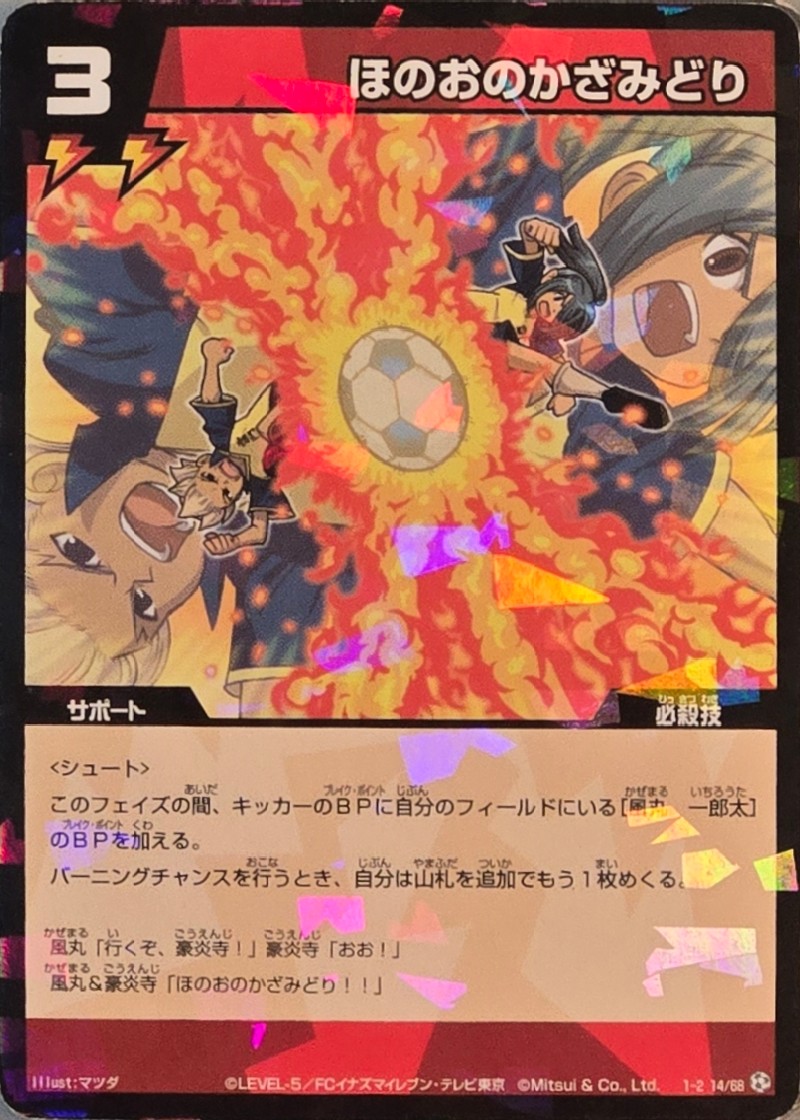 3
ほのおのかざみどり
サポート
必殺技
<シュート>
このフェイズの間、キッカーのBPに自分のフィールドにいる[風丸 一郎太]
のBPを加える。
バーニングチャンスを行うとき、自分は山札を追加でもう1枚めくる。
風丸「行くぞ、豪炎寺!」豪炎寺「おお!」
風丸&豪炎寺「ほのおのかざみどり!!」
Illust:マツダ ©LEVEL-5/FCイナズマイレブン・テレビ東京 ©Mitsui & Co., Ltd. 1-2 14/68